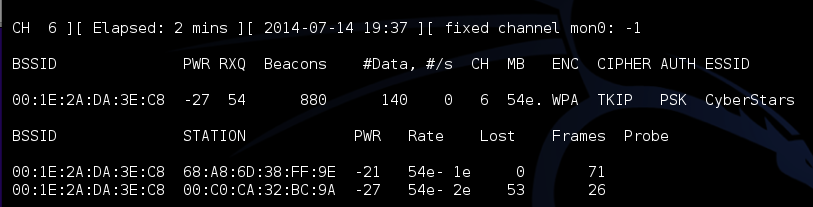 CH  6 ][ Elapsed: 2 mins ][ 2014-07-14 19:37 ][ fixed channel mon0: -1
BSSID              PWR RXQ  Beacons    #Data, #/s  CH  MB   ENC  CIPHER AUTH ESSID
00:1E:2A:DA:3E:C8  -27  54      880      140    0   6  54e. WPA  TKIP   PSK  CyberStars
BSSID              STATION            PWR   Rate    Lost    Frames  Probe
00:1E:2A:DA:3E:C8  68:A8:6D:38:FF:9E  -21   54e- 1e     0       71
00:1E:2A:DA:3E:C8  00:C0:CA:32:BC:9A  -27   54e- 2e    53       26